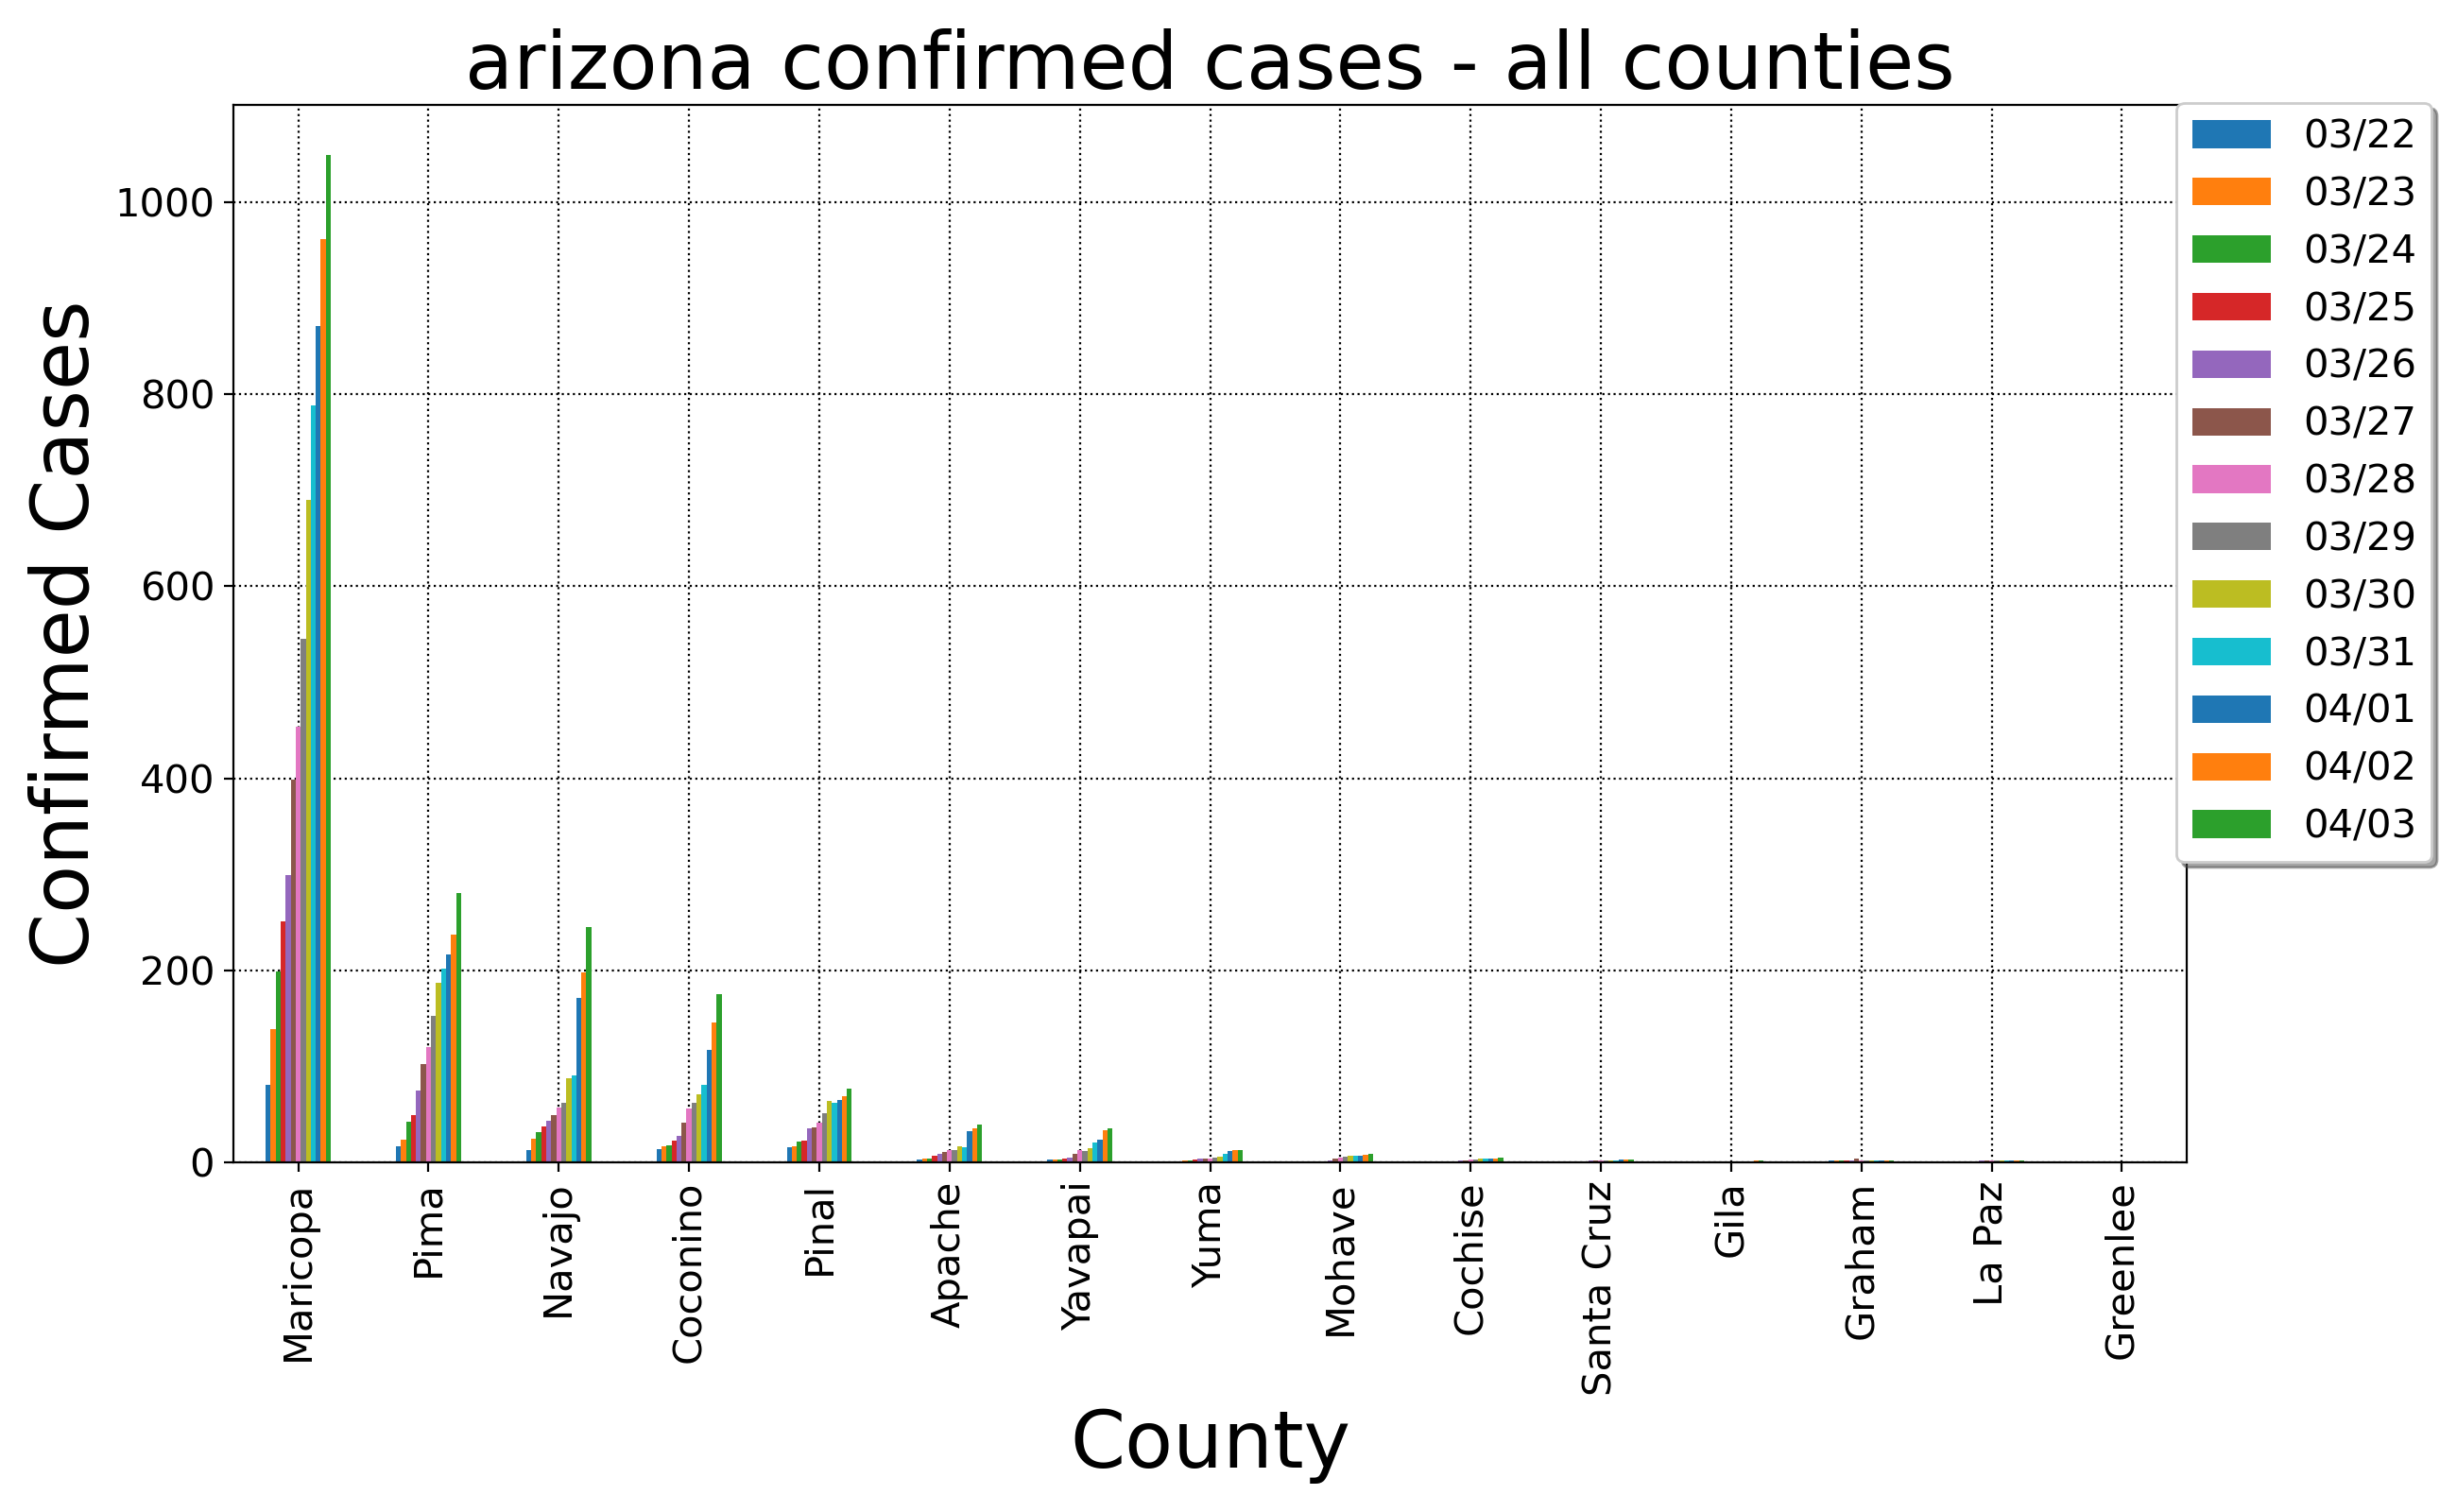 arizona confirmed cases - all counties
Confirmed Cases
1000
800
600
400
200
0
03/22
03/23
03/24
03/25
03/26
03/27
03/28
03/29
03/30
03/31
04/01
04/02
04/03
Maricopa
Pima
Navajo
Coconino
Pinal
Apache
Yavapai
Yuma
Mohave
Cochise
Santa Cruz
Gila
Graham
La Paz
Greenlee
County